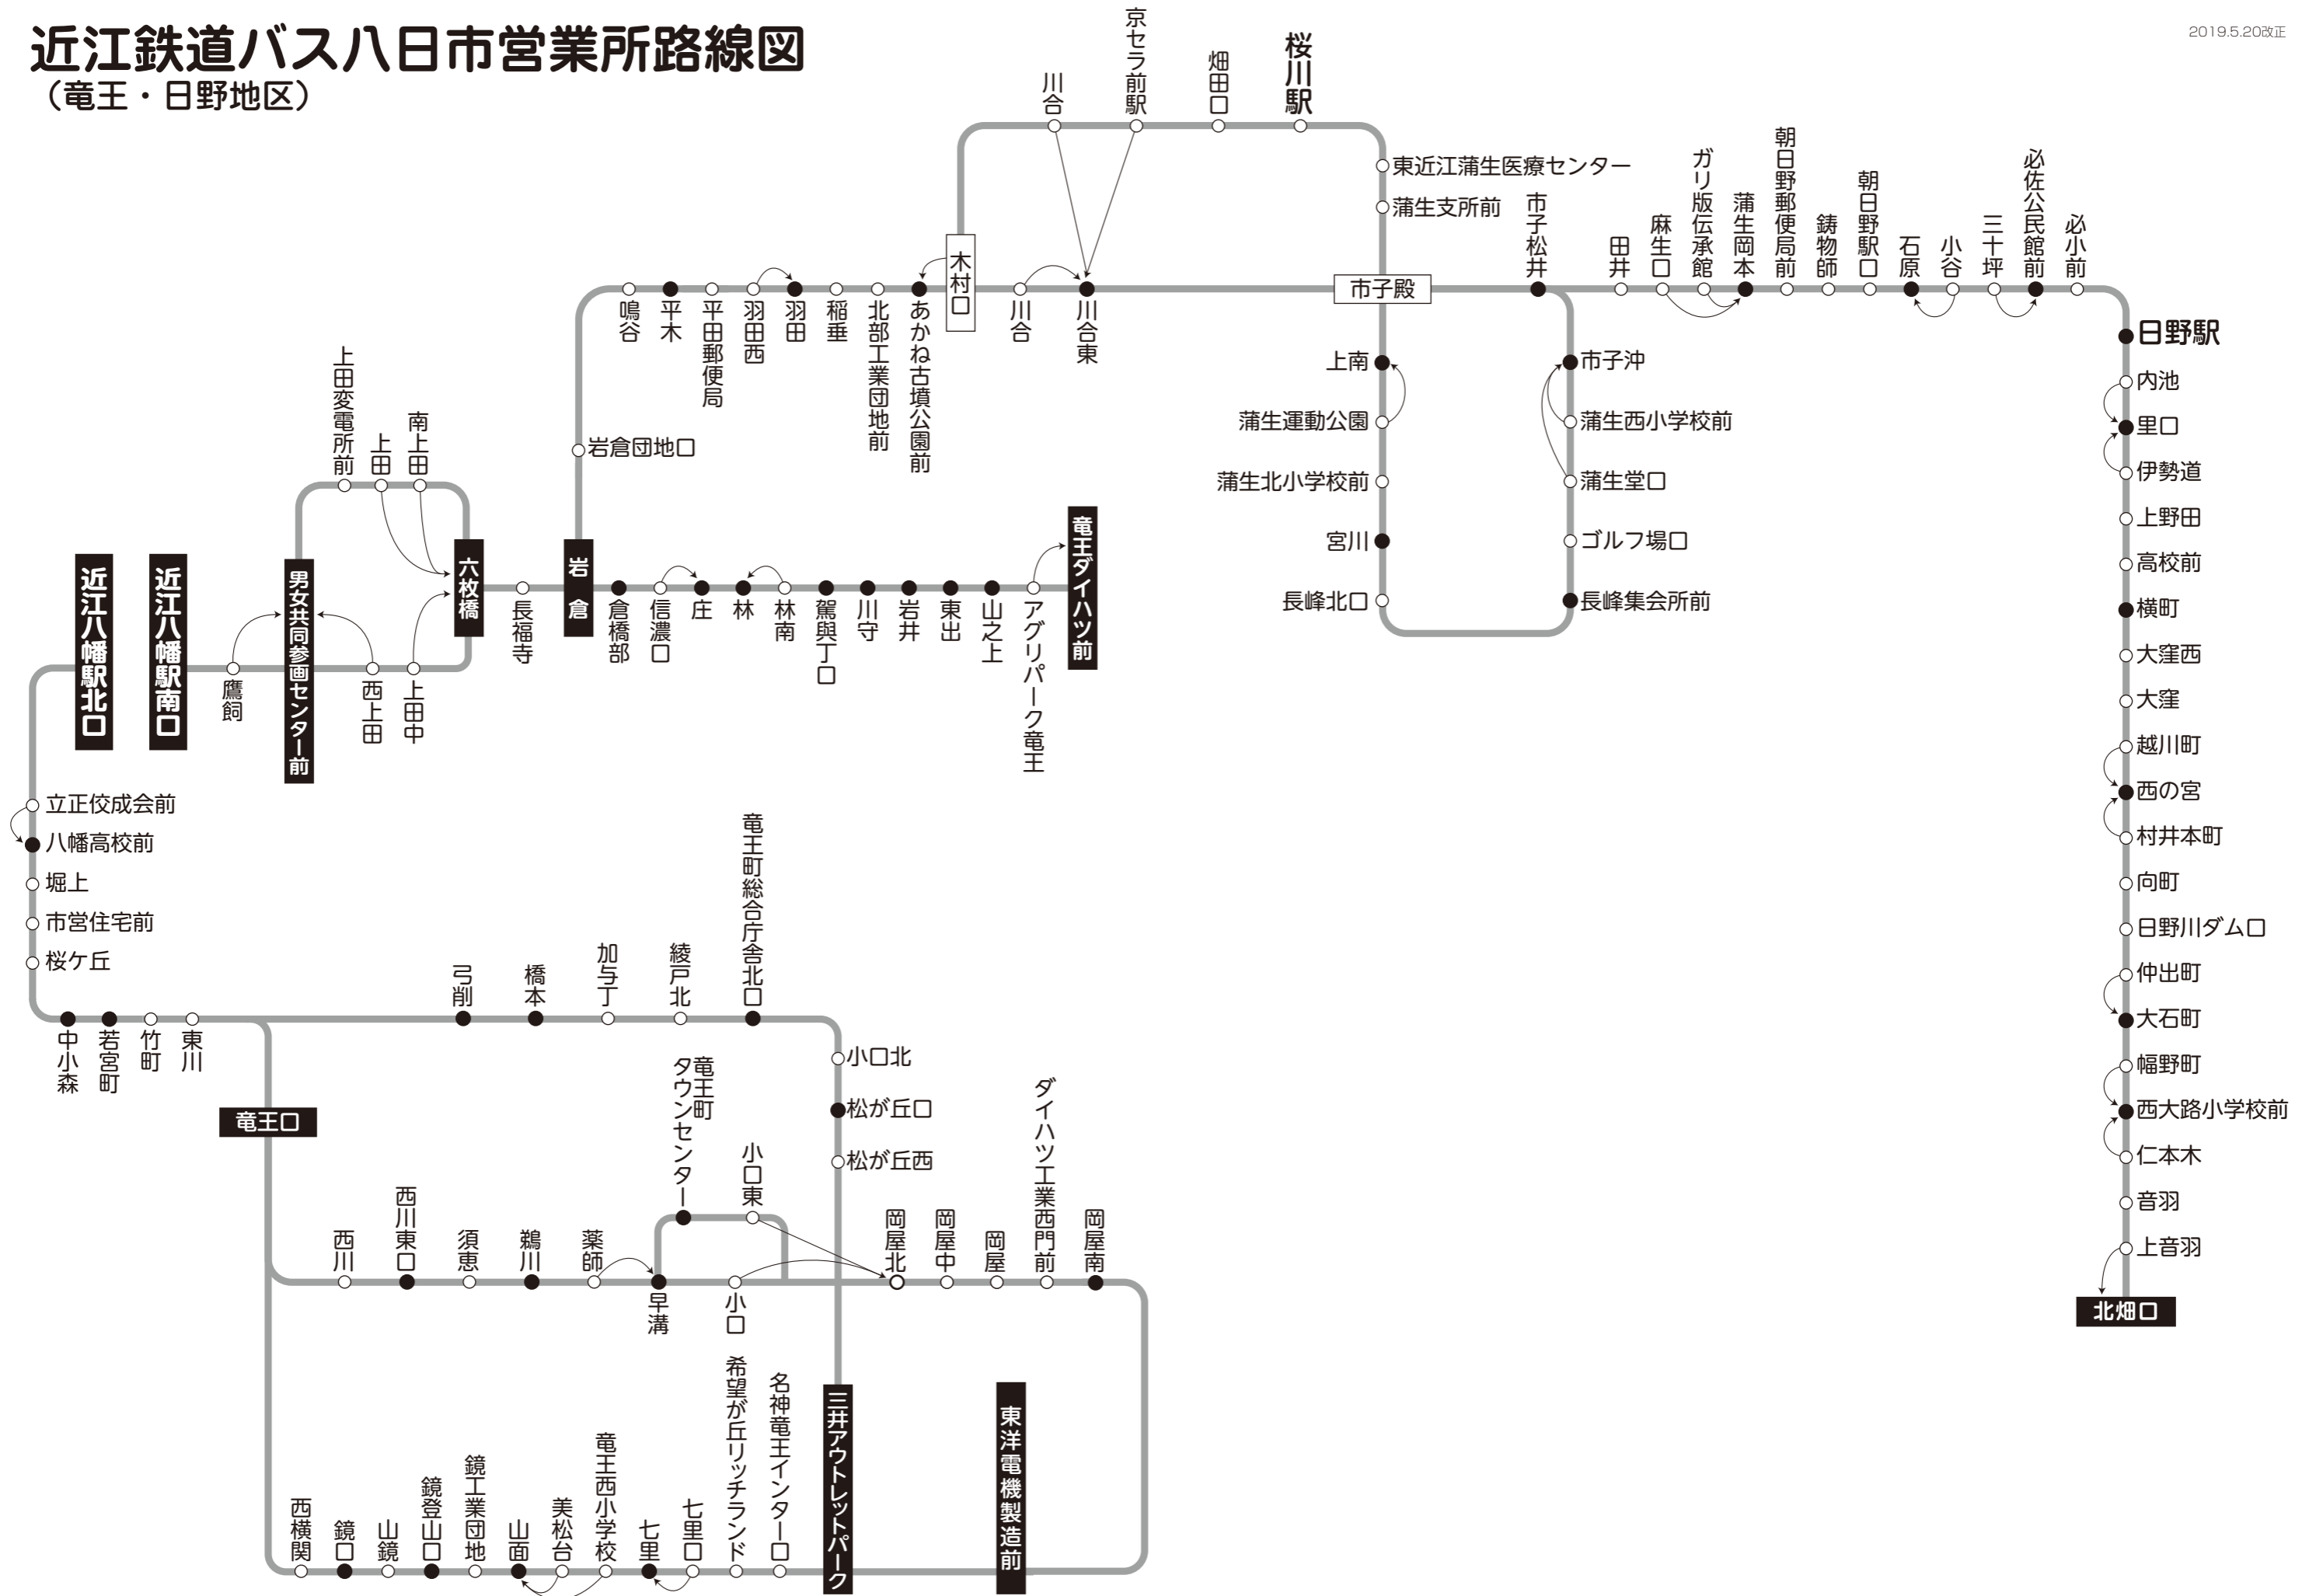 近江鉄道バス八日市営業所路線図
（竜王・日野地区）
2019.5.20改正
川合
京セラ前駅
畑田口
桜川駅
東近江蒲生医療センター
蒲生支所前
市子殿
木村口
鳴谷
平木
平田郵便局
羽田西
羽田
稲垂
北部工業団地前
あかね古墳公園前
川合
川合東
市子松井
田井
麻生口
ガリ版伝承館
蒲生岡本
朝日野郵便局前
鋳物師
朝日野駅口
石原
小谷
三十坪
必佐公民館前
必小前
日野駅
内池
里口
伊勢道
上野田
高校前
横町
大窪西
大窪
越川町
西の宮
村井本町
向町
日野川ダム口
仲出町
大石町
幅野町
西大路小学校前
仁本木
音羽
上音羽
北畑口
上南
蒲生運動公園
蒲生北小学校前
宮川
長峰北口
市子沖
蒲生西小学校前
蒲生堂口
ゴルフ場口
長峰集会所前
岩倉団地口
上田変電所前
上田
南上田
近江八幡駅北口
近江八幡駅南口
鷹飼
男女共同参画センター前
西上田
上田中
六枚橋
長福寺
岩倉
倉橋部
信濃口
庄
林
林南
駕輿丁口
川守
岩井
東出
山之上
アグリパーク竜王
竜王ダイハツ前
立正佼成会前
八幡高校前
堀上
市営住宅前
桜ケ丘
中小森
若宮町
竹町
東川
弓削
橋本
加与丁
綾戸北
竜王町総合庁舎北口
小口北
松が丘口
松が丘西
竜王口
西川
西川東口
須恵
鵜川
薬師
早溝
竜王町
タウンセンター
小口東
小口
岡屋北
岡屋中
岡屋
ダイハツ工業西門前
岡屋南
西横関
鏡口
山鏡
鏡登山口
鏡工業団地
山面
美松台
竜王西小学校
七里
七里口
希望が丘リッチランド
名神竜王インター口
三井アウトレットパーク
東洋電機製造前